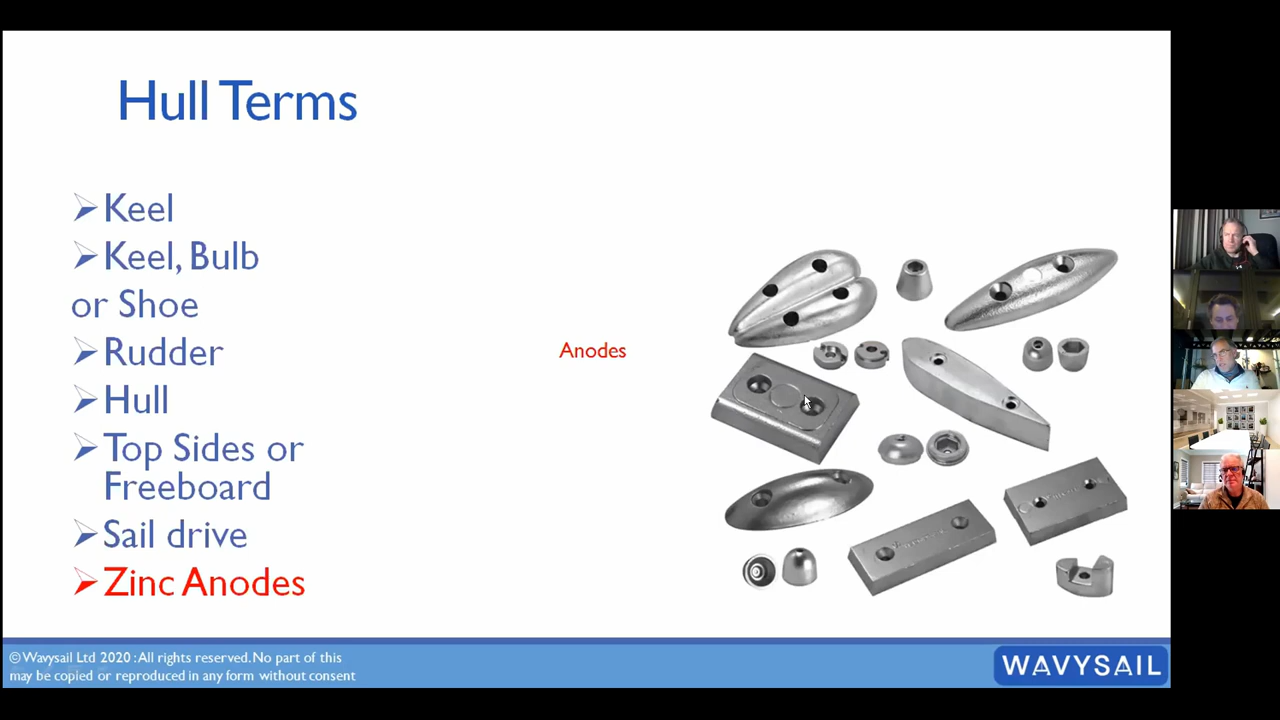 Hull Terms
Keel
Keel, Bulb
or Shoe
Rudder
Hull
Top Sides or
Freeboard
Sail drive
Zinc Anodes
Anodes
© Wavysail Ltd 2020 : All rights reserved. No part of this
may be copied or reproduced in any form without consent
WAVYSAIL